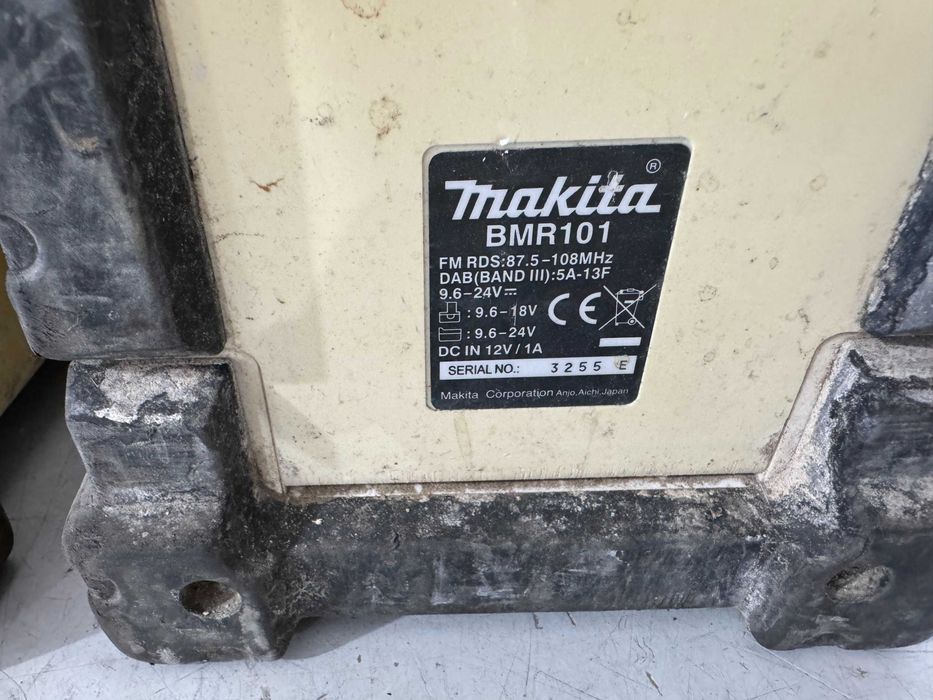 makita®
BMR101
FM RDS:87.5-108MHz
DAB(BAND III):5A-13F
9.6-24V⎓
: 9.6-18V
: 9.6-24V
CE
DC IN 12V/1A
SERIAL NO.: 3255 E
Makita Corporation Anjo, Aichi, Japan